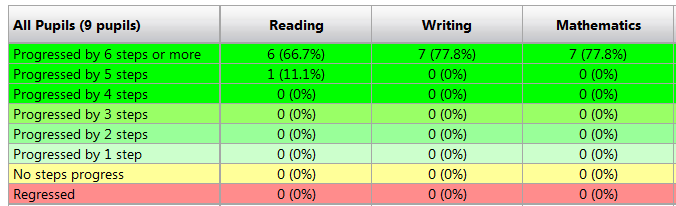 All Pupils (9 pupils) Reading Writing Mathematics
Progressed by 6 steps or more 6 (66.7%) 7 (77.8%) 7 (77.8%)
Progressed by 5 steps 1 (11.1%) 0 (0%) 0 (0%)
Progressed by 4 steps 0 (0%) 0 (0%) 0 (0%)
Progressed by 3 steps 0 (0%) 0 (0%) 0 (0%)
Progressed by 2 steps 0 (0%) 0 (0%) 0 (0%)
Progressed by 1 step 0 (0%) 0 (0%) 0 (0%)
No steps progress 0 (0%) 0 (0%) 0 (0%)
Regressed 0 (0%) 0 (0%) 0 (0%)